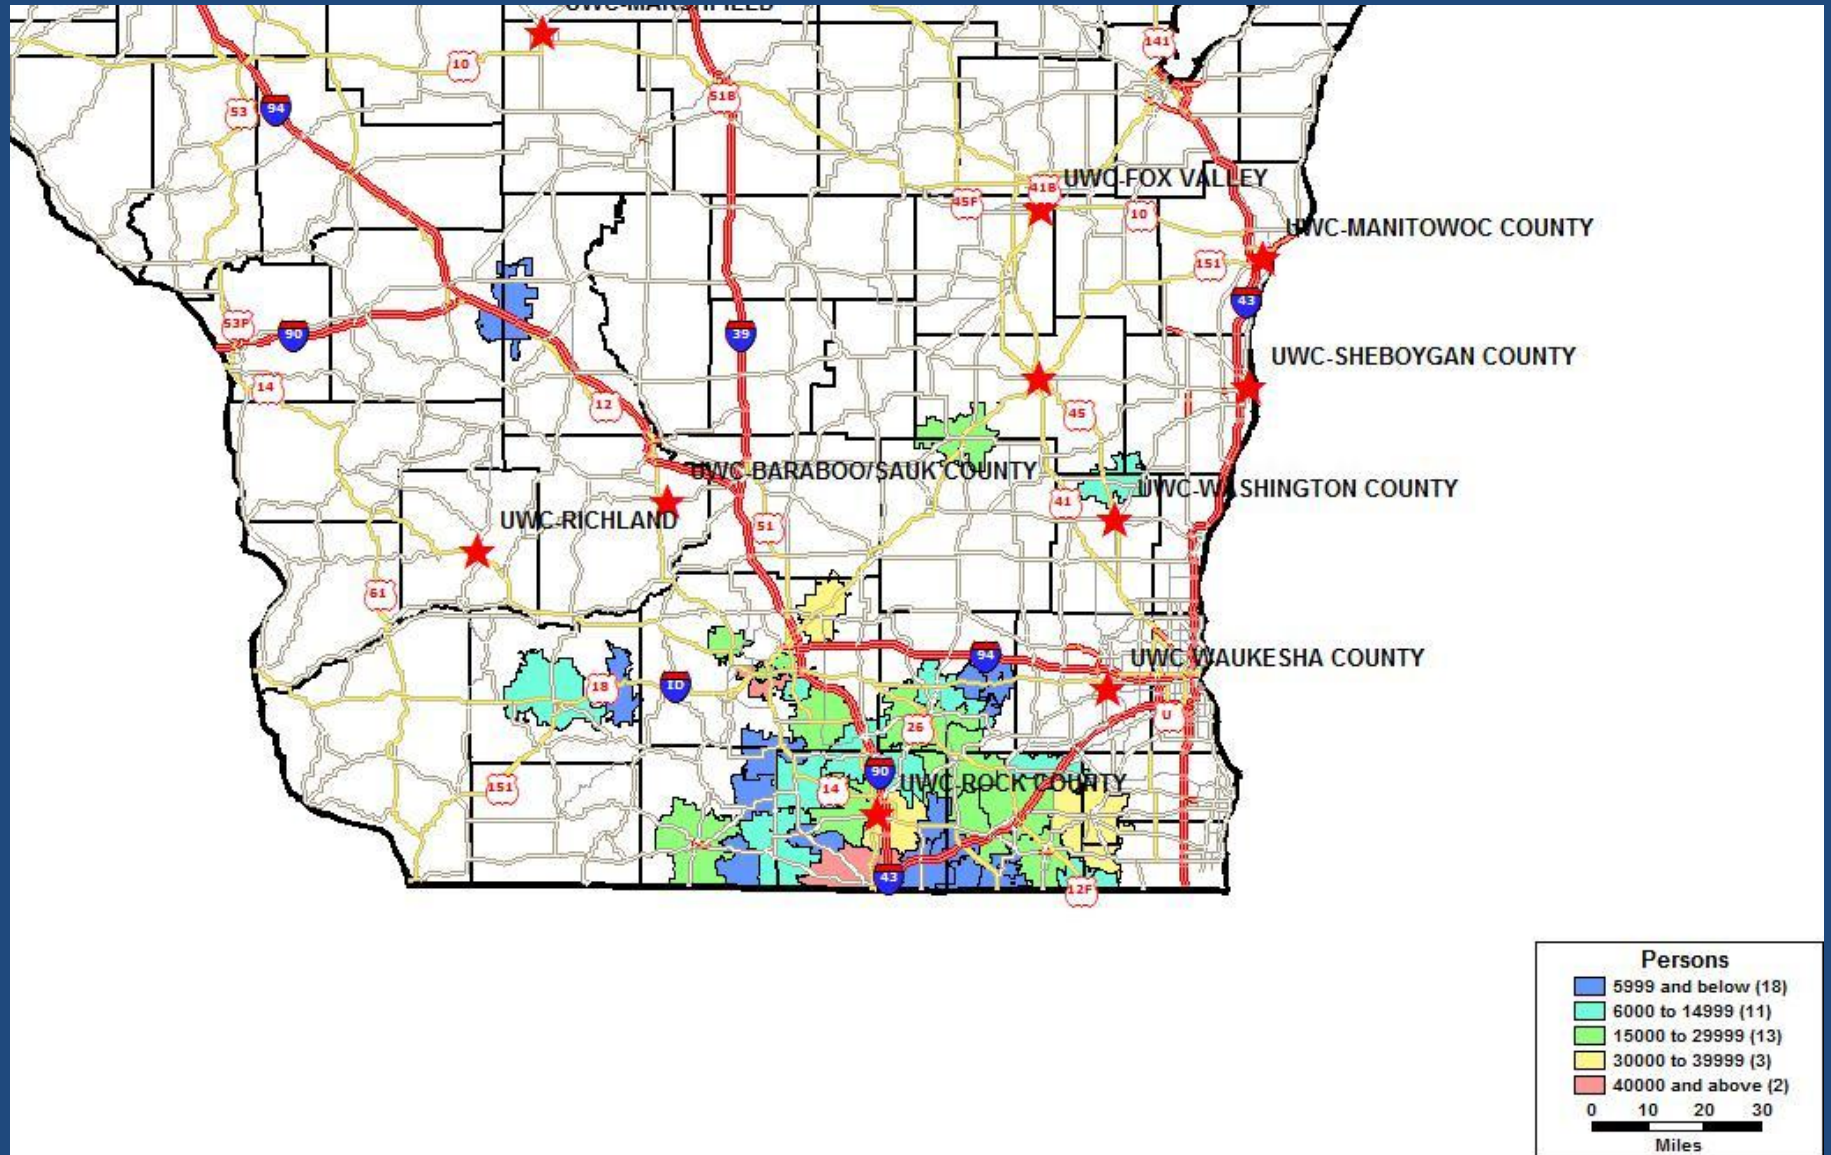 UWC-MARSHFIELD
141
10
51B
94
53
UWC-FOX VALLEY
41B
45F
10
UWC-MANITOWOC COUNTY
151
43
53F
90
39
UWC-SHEBOYGAN COUNTY
14
12
45
UWC-BARABOO/SAUK COUNTY
41
UWC-WASHINGTON COUNTY
UWC-RICHLAND
51
61
94
UWC-WAUKESHA COUNTY
18
ID
U
26
90
UWC-ROCK COUNTY
151
14
43
12F
Persons
5999 and below (18)
6000 to 14999 (11)
15000 to 29999 (13)
30000 to 39999 (3)
40000 and above (2)
0 10 20 30
Miles